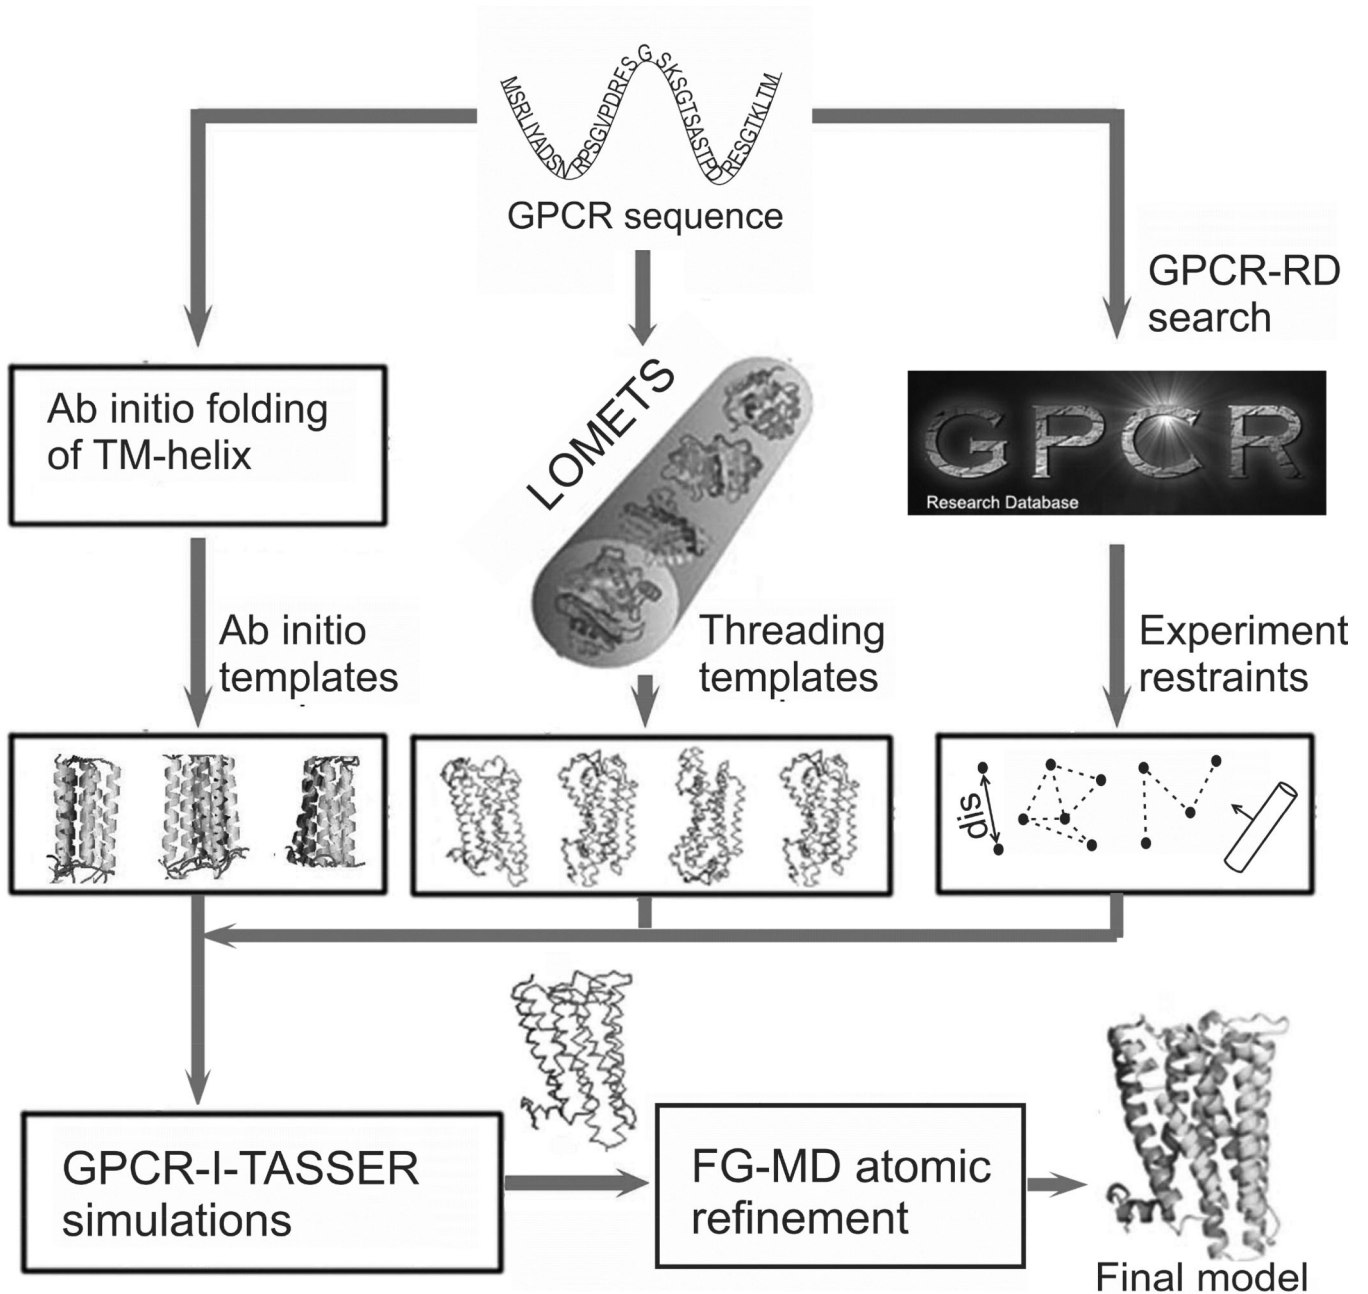 MSRLIYADSNRPSGVPDRFSGSKSGTSASTPDRESGTKLTM
GPCR sequence
GPCR-RD
search
Ab initio folding
of TM-helix
LOMETS
GPCR
Research Database
Ab initio
templates
Threading
templates
Experiment
restraints
dis
GPCR-I-TASSER
simulations
FG-MD atomic
refinement
Final model